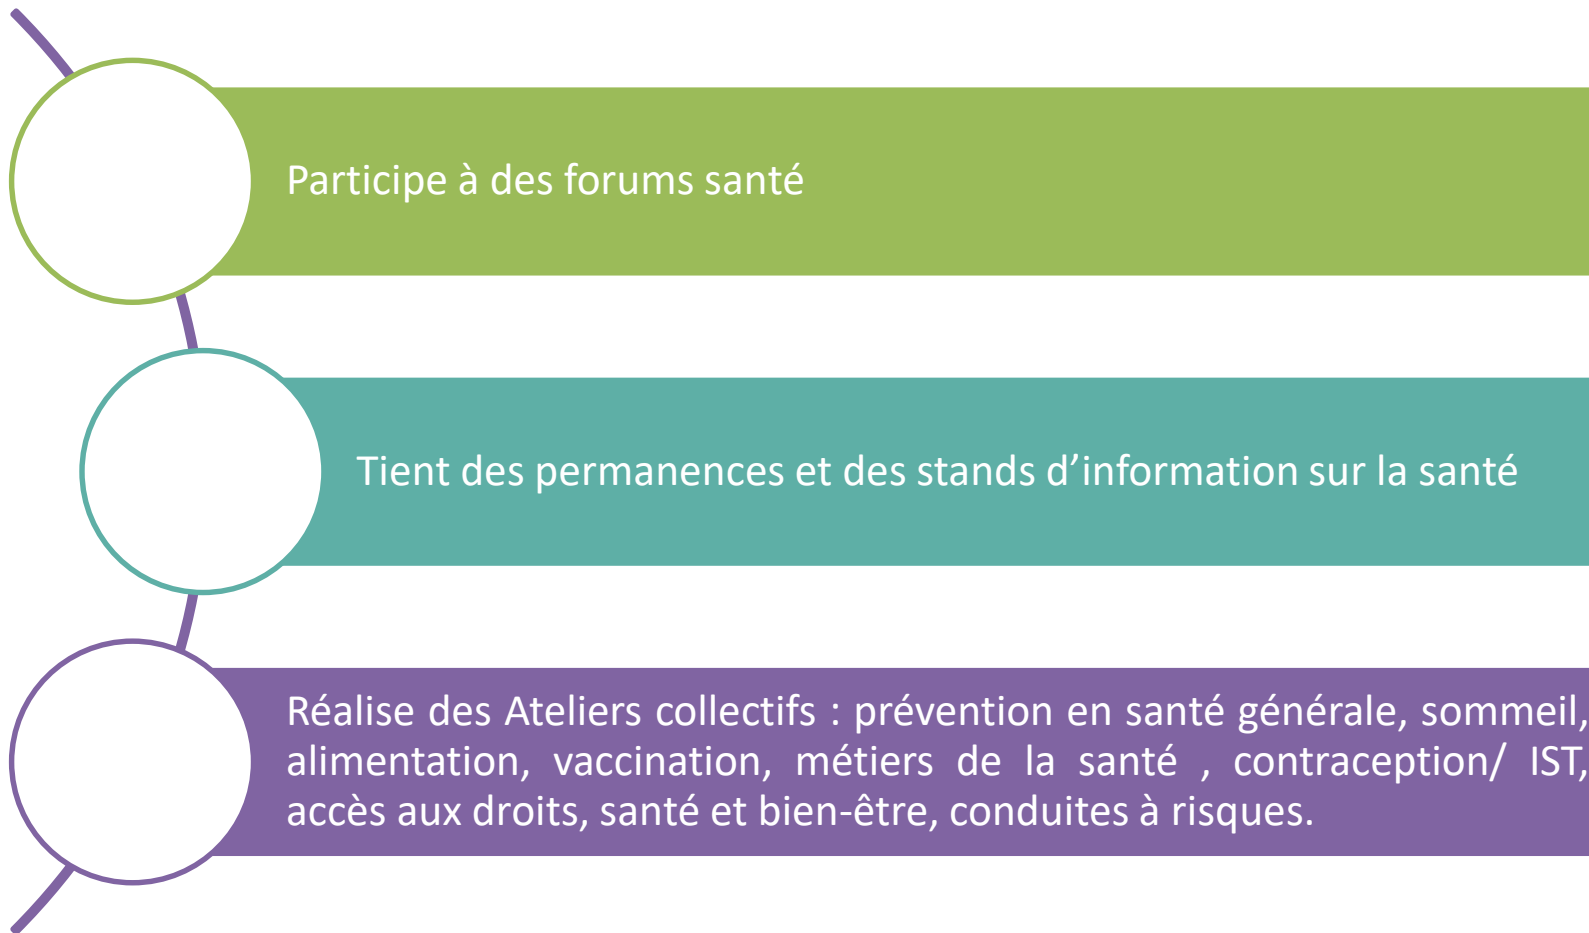 Participe à des forums santé
Tient des permanences et des stands d’information sur la santé
Réalise des Ateliers collectifs : prévention en santé générale, sommeil,
alimentation, vaccination, métiers de la santé , contraception/ IST,
accès aux droits, santé et bien-être, conduites à risques.